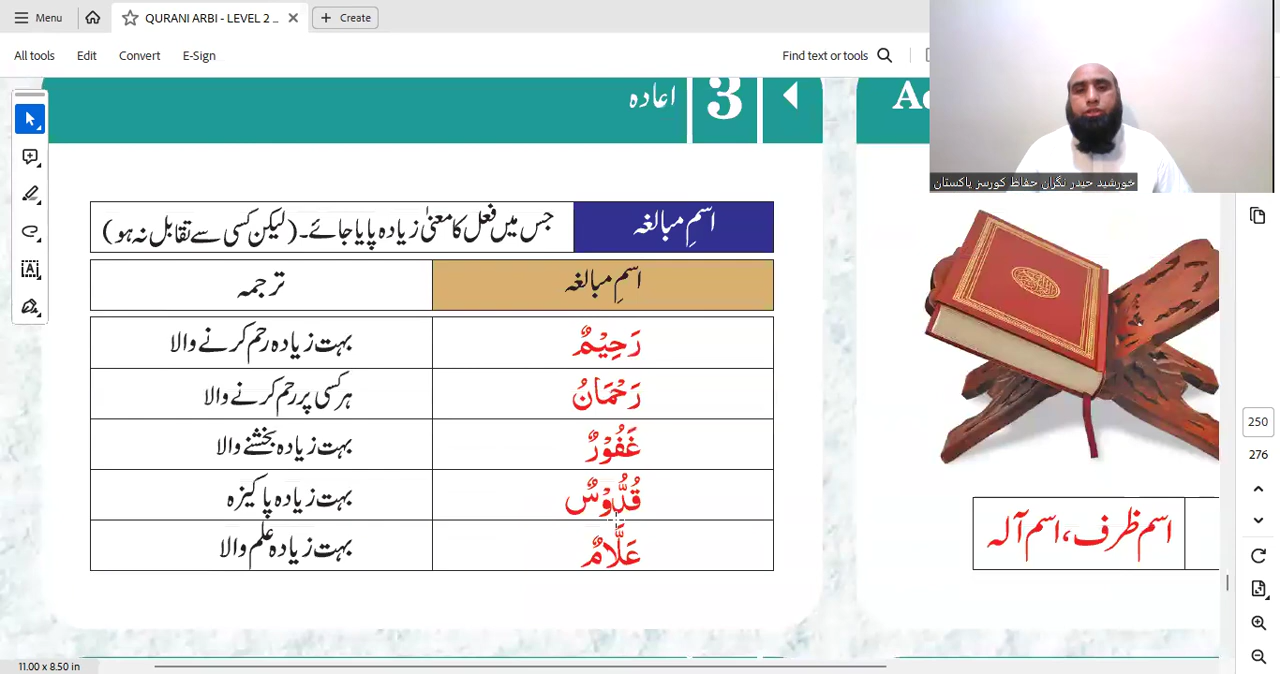 Menu
QURANI ARBI - LEVEL 2 ...
Create
All tools
Edit
Convert
E-Sign
Find text or tools
3
اعادہ
خورشید حیدر نگران حفاظ کورسز پاکستان
اسمِ مبالغہ
جس میں فعل کا معنیٰ زیادہ پایا جائے۔ (لیکن کسی سے تقابل نہ ہو)
اسمِ مبالغہ
ترجمہ
رَحِیْمٌ
بہت زیادہ رحم کرنے والا
رَحْمَانُ
ہر کسی پر رحم کرنے والا
غَفُوْرٌ
بہت زیادہ بخشنے والا
قُدُّوْسٌ
بہت زیادہ پاکیزہ
عَلَّامٌ
بہت زیادہ علم والا
اسم ظرف، اسم آلہ
250
276
11.00 x 8.50 in